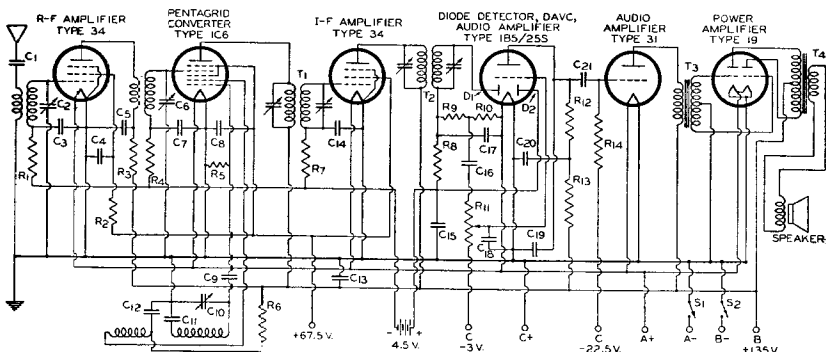 R-F AMPLIFIER
TYPE 34
PENTAGRID
CONVERTER
TYPE 1C6
I-F AMPLIFIER
TYPE 34
DIODE DETECTOR, DAVC,
AUDIO AMPLIFIER
TYPE 1B5/25S
AUDIO
AMPLIFIER
TYPE 31
POWER
AMPLIFIER
TYPE 19
C1
C2
C3
C4
C5
C6
C7
C8
R1
R2
R3
R4
R5
T1
C14
R7
T2
D1
D2
R9
R10
R8
C17
C16
C20
R11
C15
C18
C19
C21
R12
R14
R13
T3
T4
SPEAKER
C9
C10
C11
C12
C13
R6
S1
S2
+67.5 V.
- +
4.5 V.
C
-3 V.
C+
C
-22.5 V.
A+
A-
B-
B
+135 V.